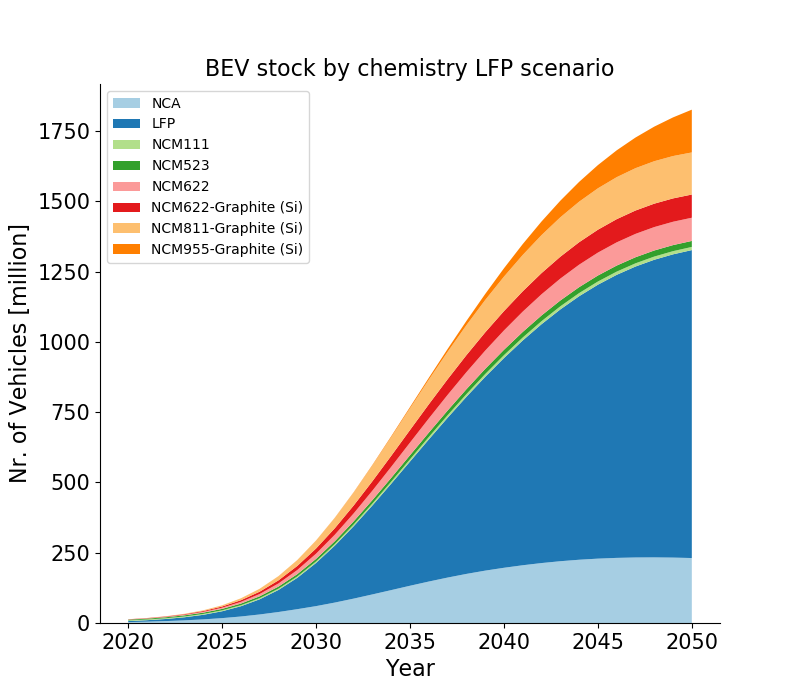 BEV stock by chemistry LFP scenario
NCA
LFP
NCM111
NCM523
NCM622
NCM622-Graphite (Si)
NCM811-Graphite (Si)
NCM955-Graphite (Si)
Nr. of Vehicles [million]
1750
1500
1250
1000
750
500
250
0
2020 2025 2030 2035 2040 2045 2050
Year